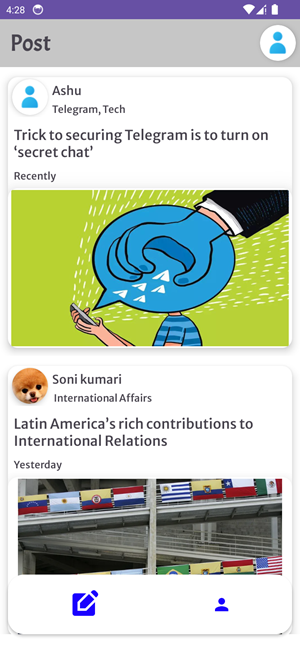 4:28
Post
Ashu
Telegram, Tech
Trick to securing Telegram is to turn on
‘secret chat’
Recently
Soni kumari
International Affairs
Latin America’s rich contributions to
International Relations
Yesterday